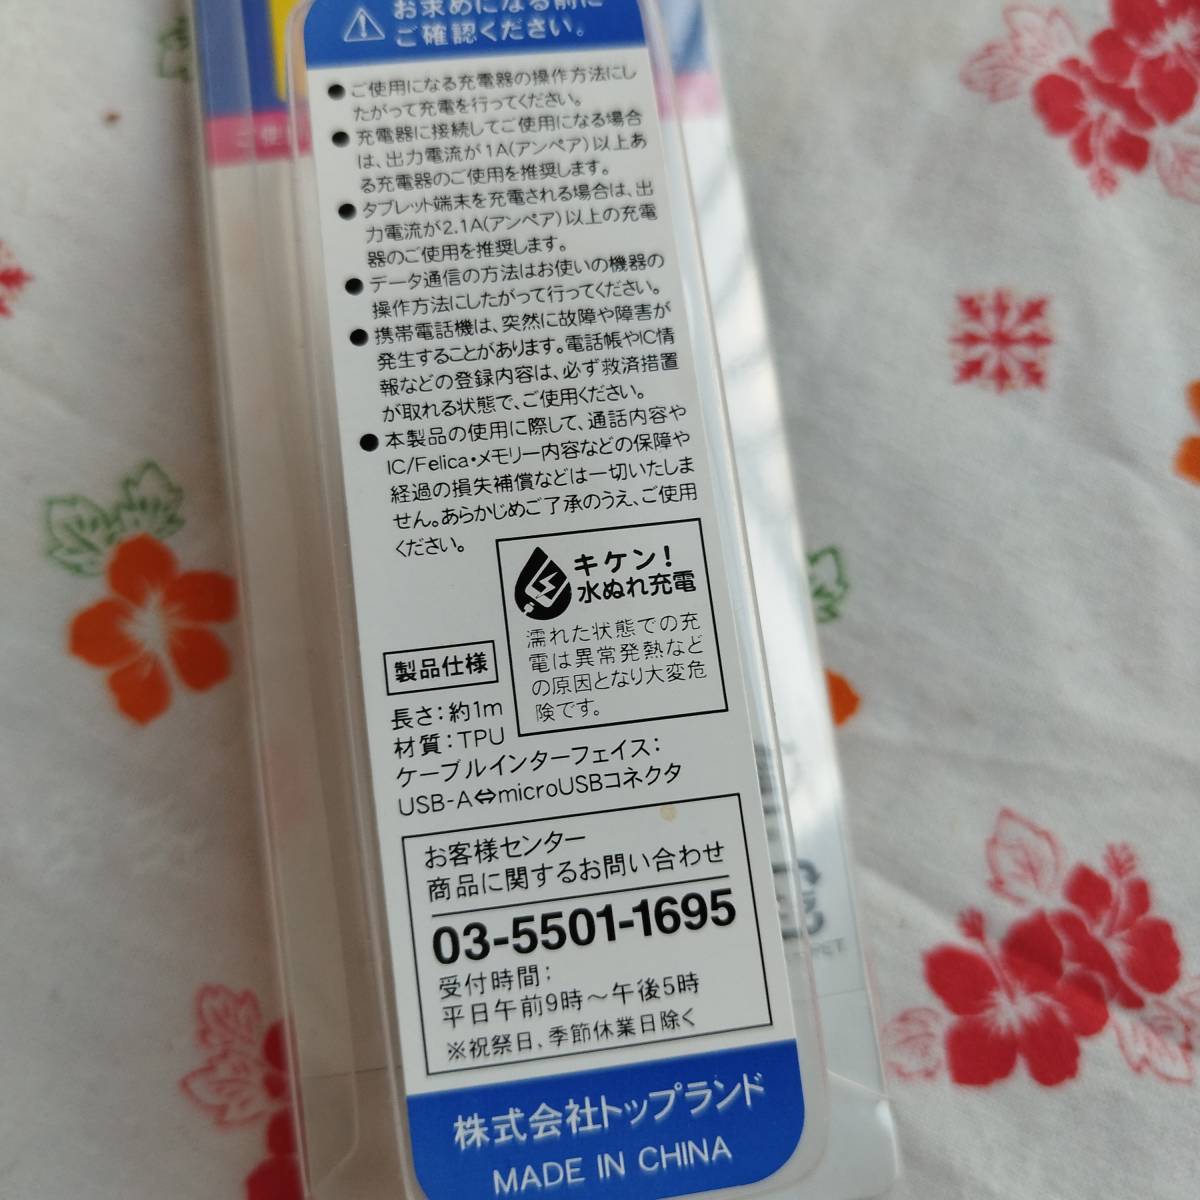 お求めになる前に
ご確認ください。
●ご使用になる充電器の操作方法にし
たがって充電を行ってください。
●充電器に接続してご使用になる場合
は、出力電流が1A(アンペア)以上あ
る充電器のご使用を推奨します。
●タブレット端末を充電される場合は、出
力電流が2.1A(アンペア)以上の充電
器のご使用を推奨します。
●データ通信の方法はお使いの機器の
操作方法にしたがって行ってください。
●携帯電話機は、突然に故障や障害が
発生することがあります。電話帳やIC情
報などの登録内容は、必ず救済措置
が取れる状態で、ご使用ください。
●本製品の使用に際して、通話内容や
IC/Felica・メモリー内容などの保障や
経過の損失補償などは一切いたしま
せん。あらかじめご了承のうえ、ご使用
ください。
キケン!
水ぬれ充電
濡れた状態での充
電は異常発熱など
の原因となり大変危
険です。
製品仕様
長さ:約1m
材質:TPU
ケーブルインターフェイス:
USB-A⇔microUSBコネクタ
お客様センター
商品に関するお問い合わせ
03-5501-1695
受付時間:
平日午前9時～午後5時
※祝祭日、季節休業日除く
株式会社トップランド
MADE IN CHINA